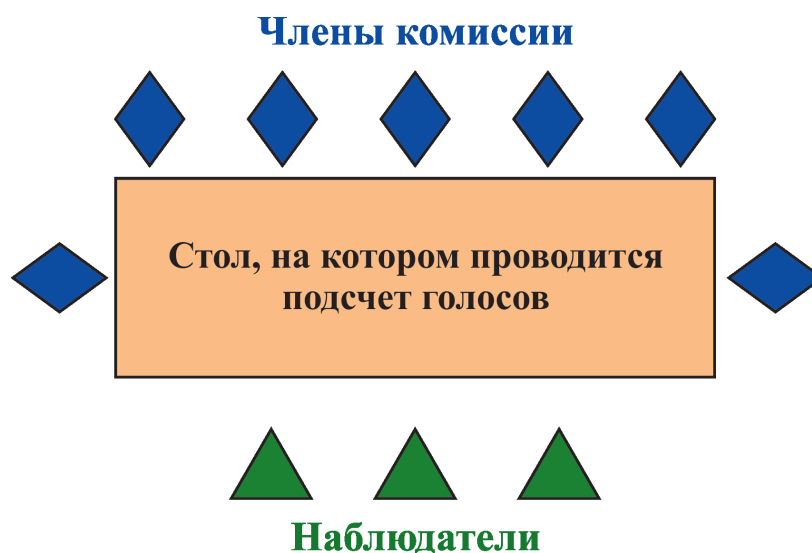 Члены комиссии
Стол, на котором проводится
подсчет голосов
Наблюдатели